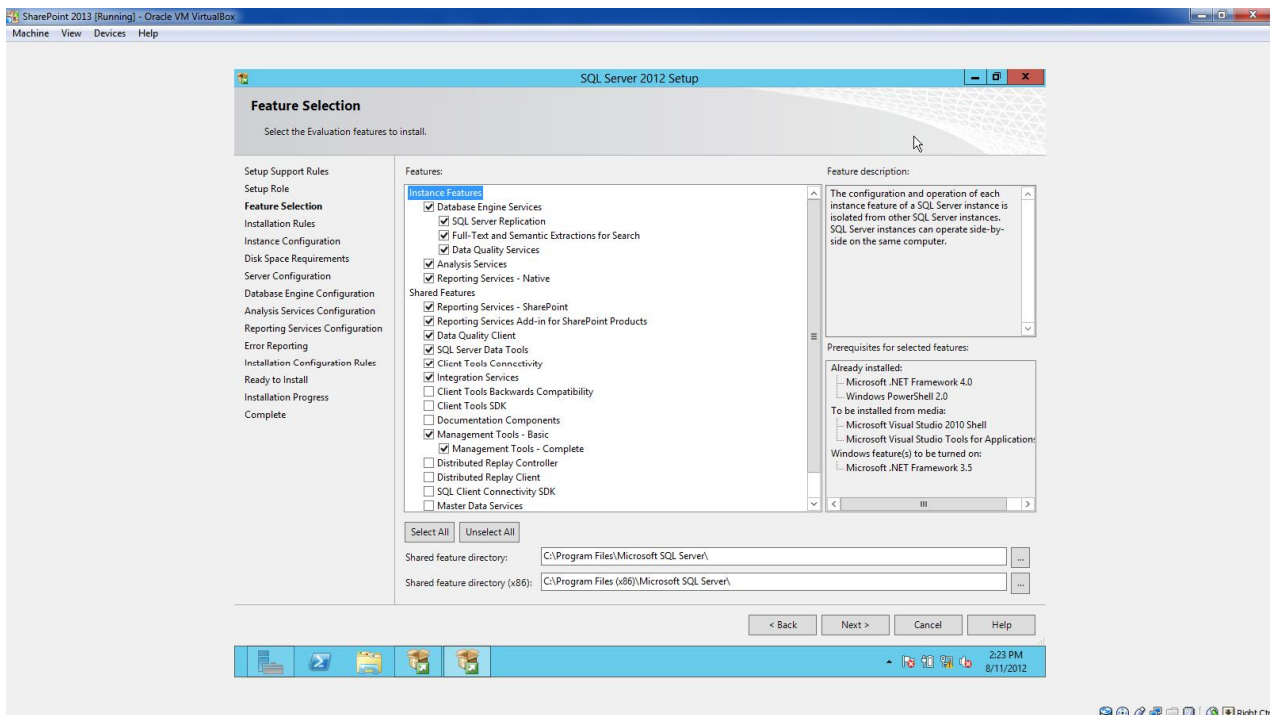 SharePoint 2013 [Running] - Oracle VM VirtualBox
Machine View Devices Help
SQL Server 2012 Setup
Feature Selection
Select the Evaluation features to install.
Setup Support Rules
Setup Role
Feature Selection
Installation Rules
Instance Configuration
Disk Space Requirements
Server Configuration
Database Engine Configuration
Analysis Services Configuration
Reporting Services Configuration
Error Reporting
Installation Configuration Rules
Ready to Install
Installation Progress
Complete
Features:
Instance Features
Database Engine Services
SQL Server Replication
Full-Text and Semantic Extractions for Search
Data Quality Services
Analysis Services
Reporting Services - Native
Shared Features
Reporting Services - SharePoint
Reporting Services Add-in for SharePoint Products
Data Quality Client
SQL Server Data Tools
Client Tools Connectivity
Integration Services
Client Tools Backwards Compatibility
Client Tools SDK
Documentation Components
Management Tools - Basic
Management Tools - Complete
Distributed Replay Controller
Distributed Replay Client
SQL Client Connectivity SDK
Master Data Services
Feature description:
The configuration and operation of each
instance feature of a SQL Server instance is
isolated from other SQL Server instances.
SQL Server instances can operate side-by-
side on the same computer.
Prerequisites for selected features:
Already installed:
Microsoft .NET Framework 4.0
Windows PowerShell 2.0
To be installed from media:
Microsoft Visual Studio 2010 Shell
Microsoft Visual Studio Tools for Applications
Windows feature(s) to be turned on:
Microsoft .NET Framework 3.5
Select All Unselect All
Shared feature directory: C:\Program Files\Microsoft SQL Server\ ...
Shared feature directory (x86): C:\Program Files (x86)\Microsoft SQL Server\ ...
< Back Next > Cancel Help
2:23 PM
8/11/2012
Right Ct